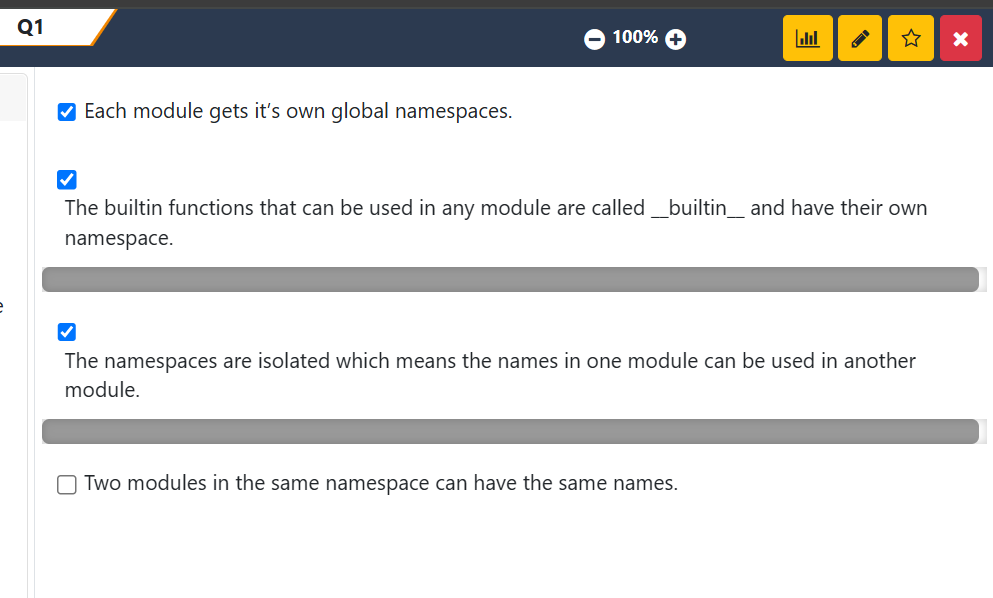 Q1
100%
Each module gets it’s own global namespaces.
The builtin functions that can be used in any module are called __builtin__ and have their own
namespace.
e
The namespaces are isolated which means the names in one module can be used in another
module.
Two modules in the same namespace can have the same names.